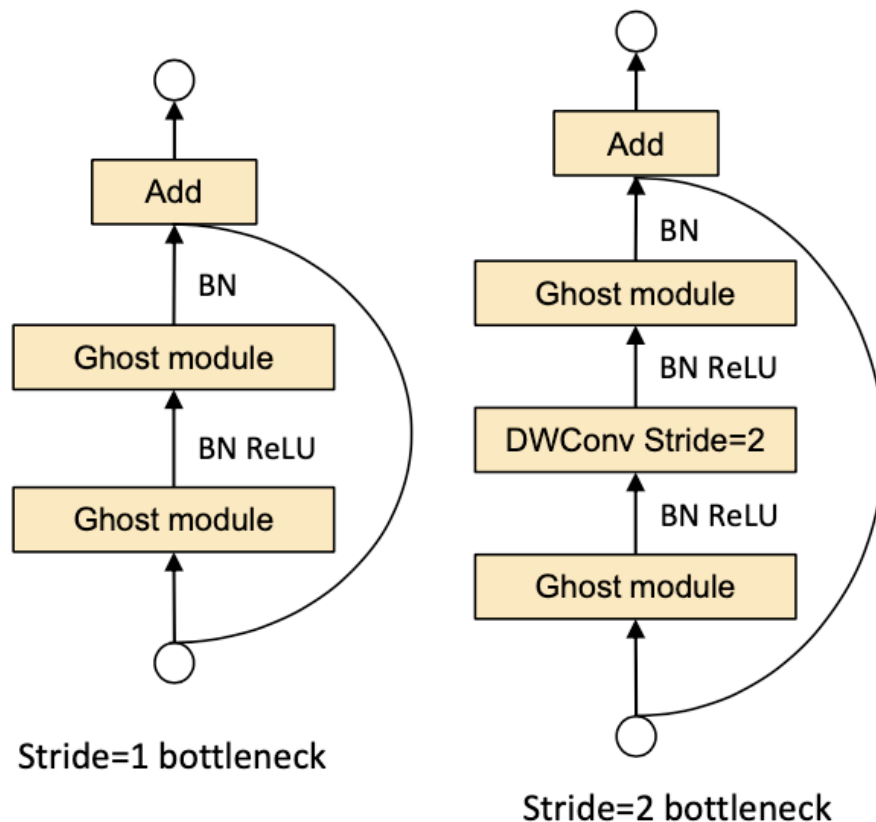 Add
BN
Ghost module
BN ReLU
Ghost module
Stride=1 bottleneck
Add
BN
Ghost module
BN ReLU
DWConv Stride=2
BN ReLU
Ghost module
Stride=2 bottleneck